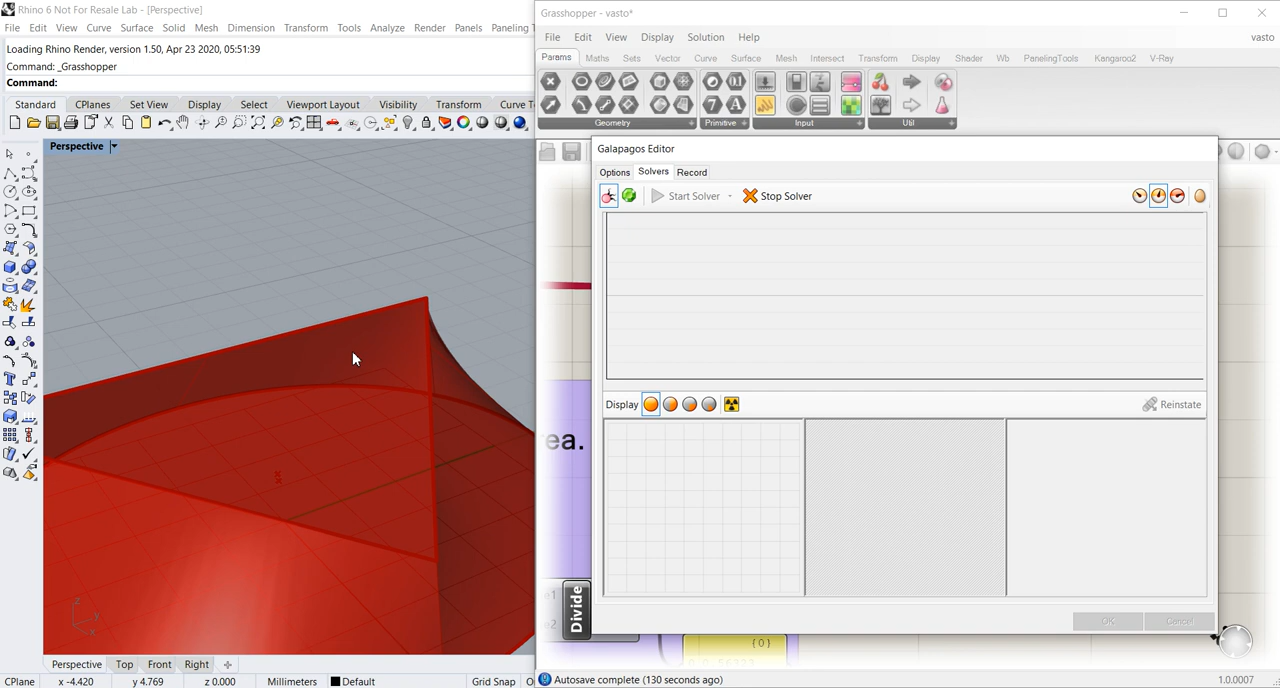 Rhino 6 Not For Resale Lab - [Perspective]
File Edit View Curve Surface Solid Mesh Dimension Transform Tools Analyze Render Panels Paneling T
Loading Rhino Render, version 1.50, Apr 23 2020, 05:51:39
Command: _Grasshopper
Command:
Standard CPlanes Set View Display Select Viewport Layout Visibility Transform Curve T
Perspective
Perspective Top Front Right
CPlane x -4.420 y 4.769 z 0.000 Millimeters Default Grid Snap O
Grasshopper - vasto*
File Edit View Display Solution Help vasto
Params Maths Sets Vector Curve Surface Mesh Intersect Transform Display Shader Wb PanelingTools Kangaroo2 V-Ray
Geometry Primitive Input Util
Galapagos Editor
Options Solvers Record
Start Solver Stop Solver
Display Reinstate
ea.
Divide
{0}
OK Cancel
Autosave complete (130 seconds ago) 1.0.0007